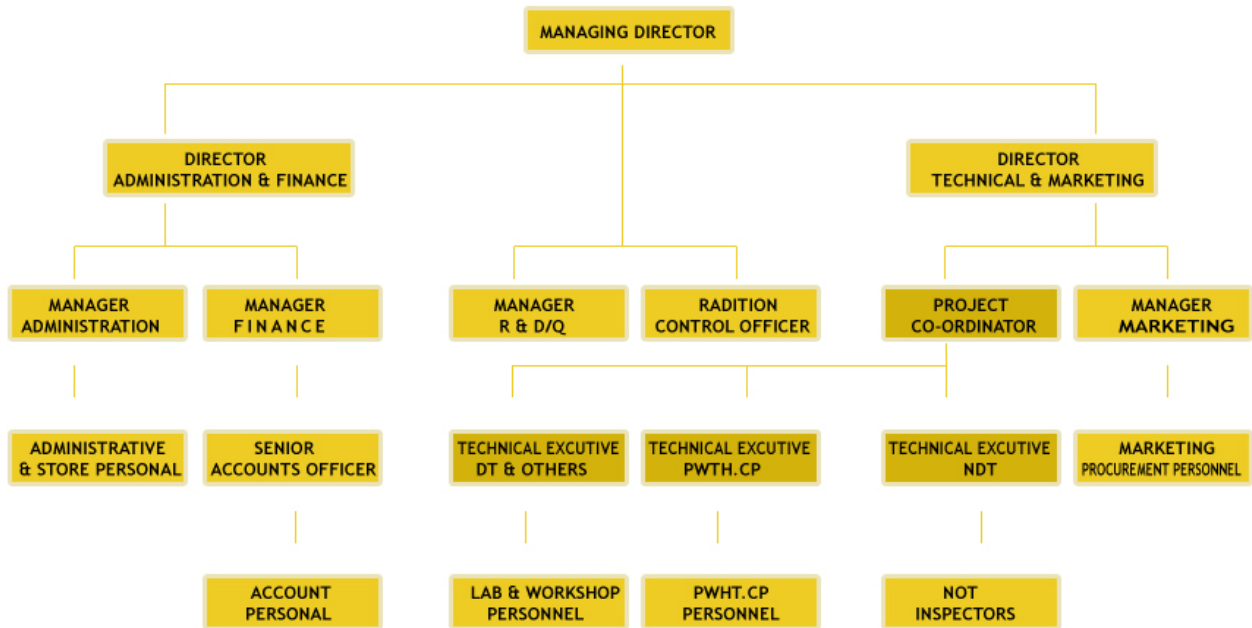 MANAGING DIRECTOR
DIRECTOR
ADMINISTRATION & FINANCE
DIRECTOR
TECHNICAL & MARKETING
MANAGER
ADMINISTRATION
MANAGER
FINANCE
MANAGER
R & D/Q
RADITION
CONTROL OFFICER
PROJECT
CO-ORDINATOR
MANAGER
MARKETING
ADMINISTRATIVE
& STORE PERSONAL
SENIOR
ACCOUNTS OFFICER
TECHNICAL EXCUTIVE
DT & OTHERS
TECHNICAL EXCUTIVE
PWTH.CP
TECHNICAL EXCUTIVE
NDT
MARKETING
PROCUREMENT PERSONNEL
ACCOUNT
PERSONAL
LAB & WORKSHOP
PERSONNEL
PWHT.CP
PERSONNEL
NOT
INSPECTORS